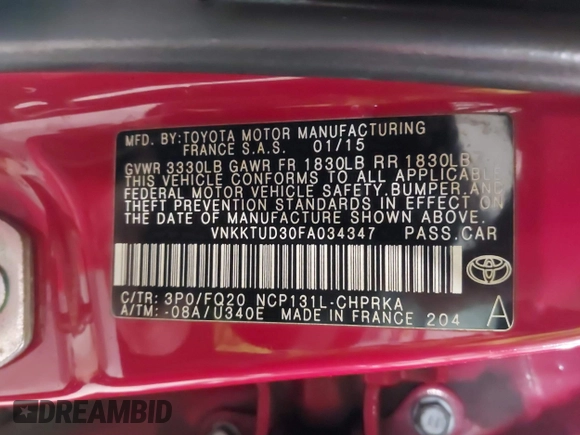 MFD. BY:TOYOTA MOTOR MANUFACTURING
FRANCE S.A.S. 01/15
GVWR 3330LB GAWR FR 1830LB RR 1830LB
THIS VEHICLE CONFORMS TO ALL APPLICABLE
FEDERAL MOTOR VEHICLE SAFETY,BUMPER,AND
THEFT PREVENTION STANDARDS IN EFFECT ON
THE DATE OF MANUFACTURE SHOWN ABOVE.
VNKKTUD30FA034347 PASS.CAR
C/TR: 3P0/FQ20 NCP131L-CHPRKA
A/TM: -08A/U340E MADE IN FRANCE 204 A
DREAMBID